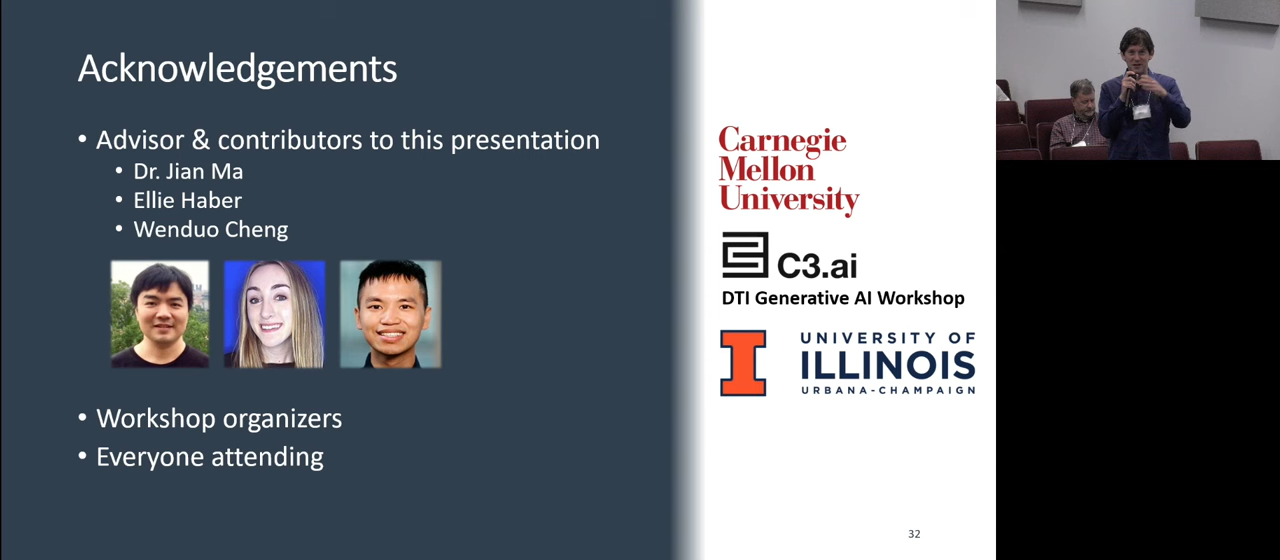 Acknowledgements
• Advisor & contributors to this presentation
• Dr. Jian Ma
• Ellie Haber
• Wenduo Cheng
• Workshop organizers
• Everyone attending
Carnegie
Mellon
University
C3.ai
DTI Generative AI Workshop
I
UNIVERSITY OF
ILLINOIS
URBANA-CHAMPAIGN
32